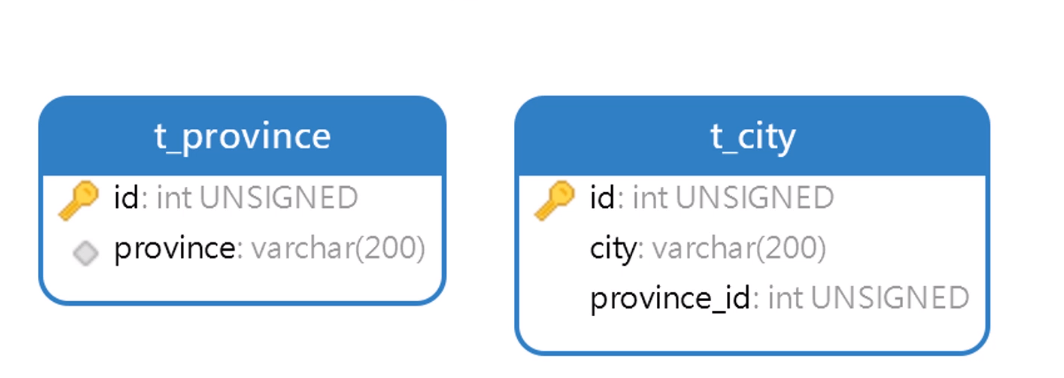 t_province
id: int UNSIGNED
province: varchar(200)
t_city
id: int UNSIGNED
city: varchar(200)
province_id: int UNSIGNED